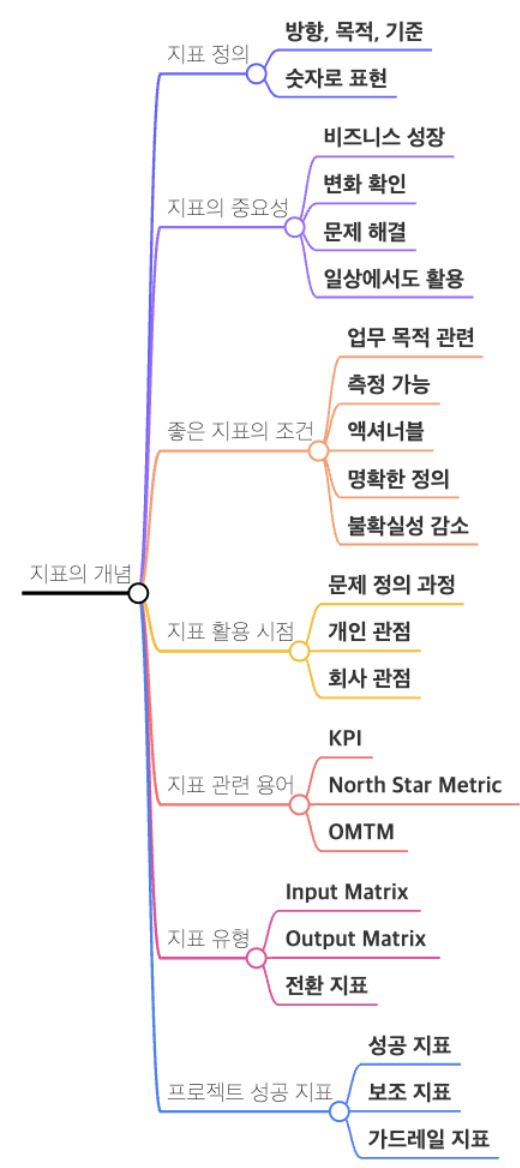 지표 정의
방향, 목적, 기준
숫자로 표현
지표의 중요성
비즈니스 성장
변화 확인
문제 해결
일상에서도 활용
좋은 지표의 조건
업무 목적 관련
측정 가능
액셔너블
명확한 정의
불확실성 감소
지표의 개념
지표 활용 시점
문제 정의 과정
개인 관점
회사 관점
지표 관련 용어
KPI
North Star Metric
OMTM
지표 유형
Input Matrix
Output Matrix
전환 지표
프로젝트 성공 지표
성공 지표
보조 지표
가드레일 지표